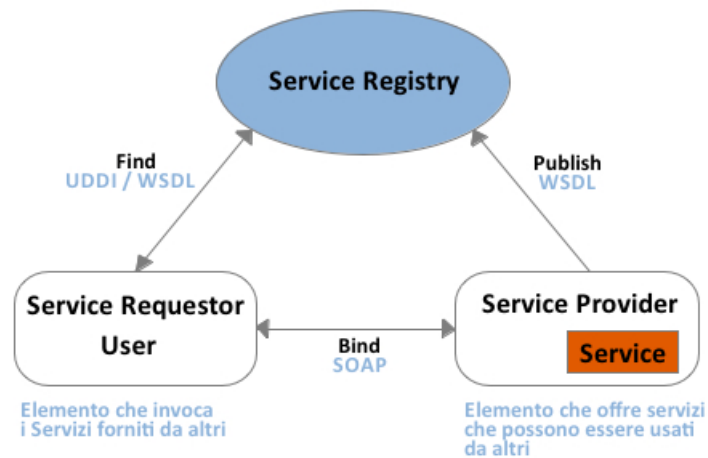 Service Registry
Find
UDDI / WSDL
Publish
WSDL
Service Requestor
User
Service Provider
Service
Bind
SOAP
Elemento che invoca
i Servizi forniti da altri
Elemento che offre servizi
che possono essere usati
da altri